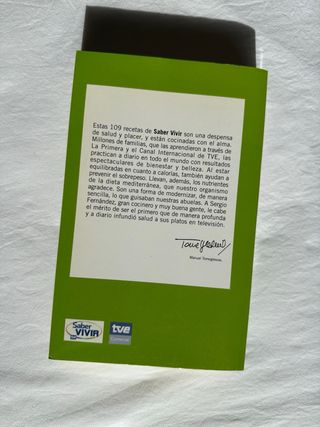 Estas 109 recetas de Saber Vivir son una despensa
de salud y placer, y están cocinadas con el alma.
Millones de familias, que las aprendieron a través de
La Primera y el Canal Internacional de TVE, las
practican a diario en todo el mundo con resultados
espectaculares de bienestar y belleza. Al estar
equilibradas en cuanto a calorías, también ayudan a
prevenir el sobrepeso. Llevan, además, los nutrientes
de la dieta mediterránea, que nuestro organismo
agradece. Son una forma de modernizar, de manera
sencilla, lo que guisaban nuestras abuelas. A Sergio
Fernández, gran cocinero y muy buena gente, le cabe
el mérito de ser el primero que de manera profunda
y a diario infundió salud a sus platos en televisión.
Manuel Torreiglesias
Saber
VIVIR
tve